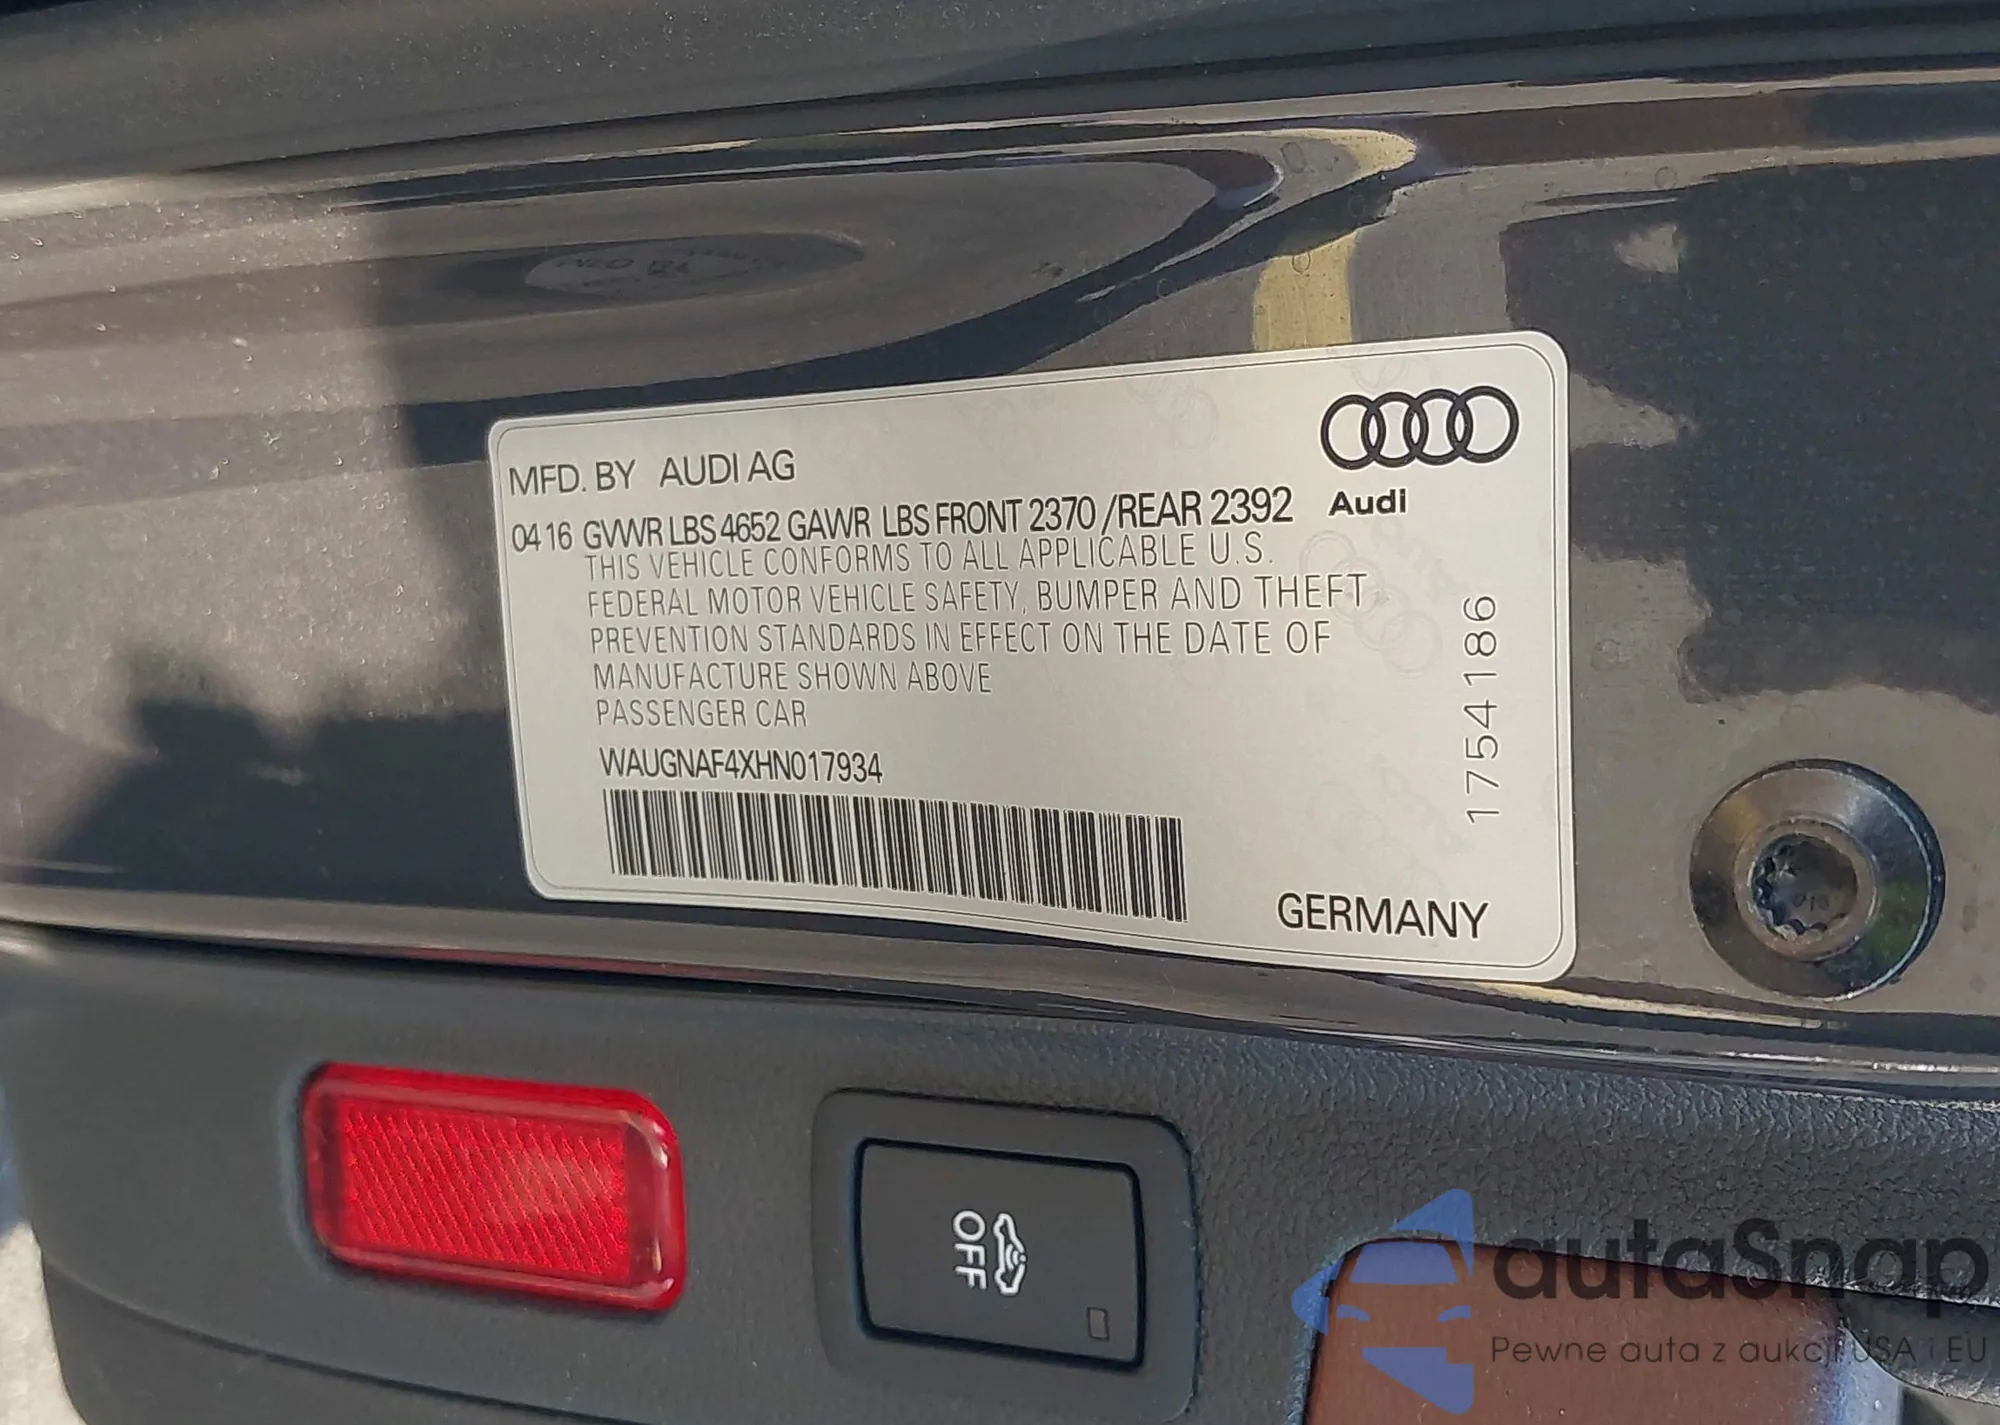 MFD. BY AUDI AG
Audi
04 16 GVWR LBS 4652 GAWR LBS FRONT 2370 /REAR 2392
THIS VEHICLE CONFORMS TO ALL APPLICABLE U.S.
FEDERAL MOTOR VEHICLE SAFETY, BUMPER AND THEFT
PREVENTION STANDARDS IN EFFECT ON THE DATE OF
MANUFACTURE SHOWN ABOVE
PASSENGER CAR
WAUGNAF4XHN017934
1754186
GERMANY
OFF
autaSnap
Pewne auta z aukcji USA i EU